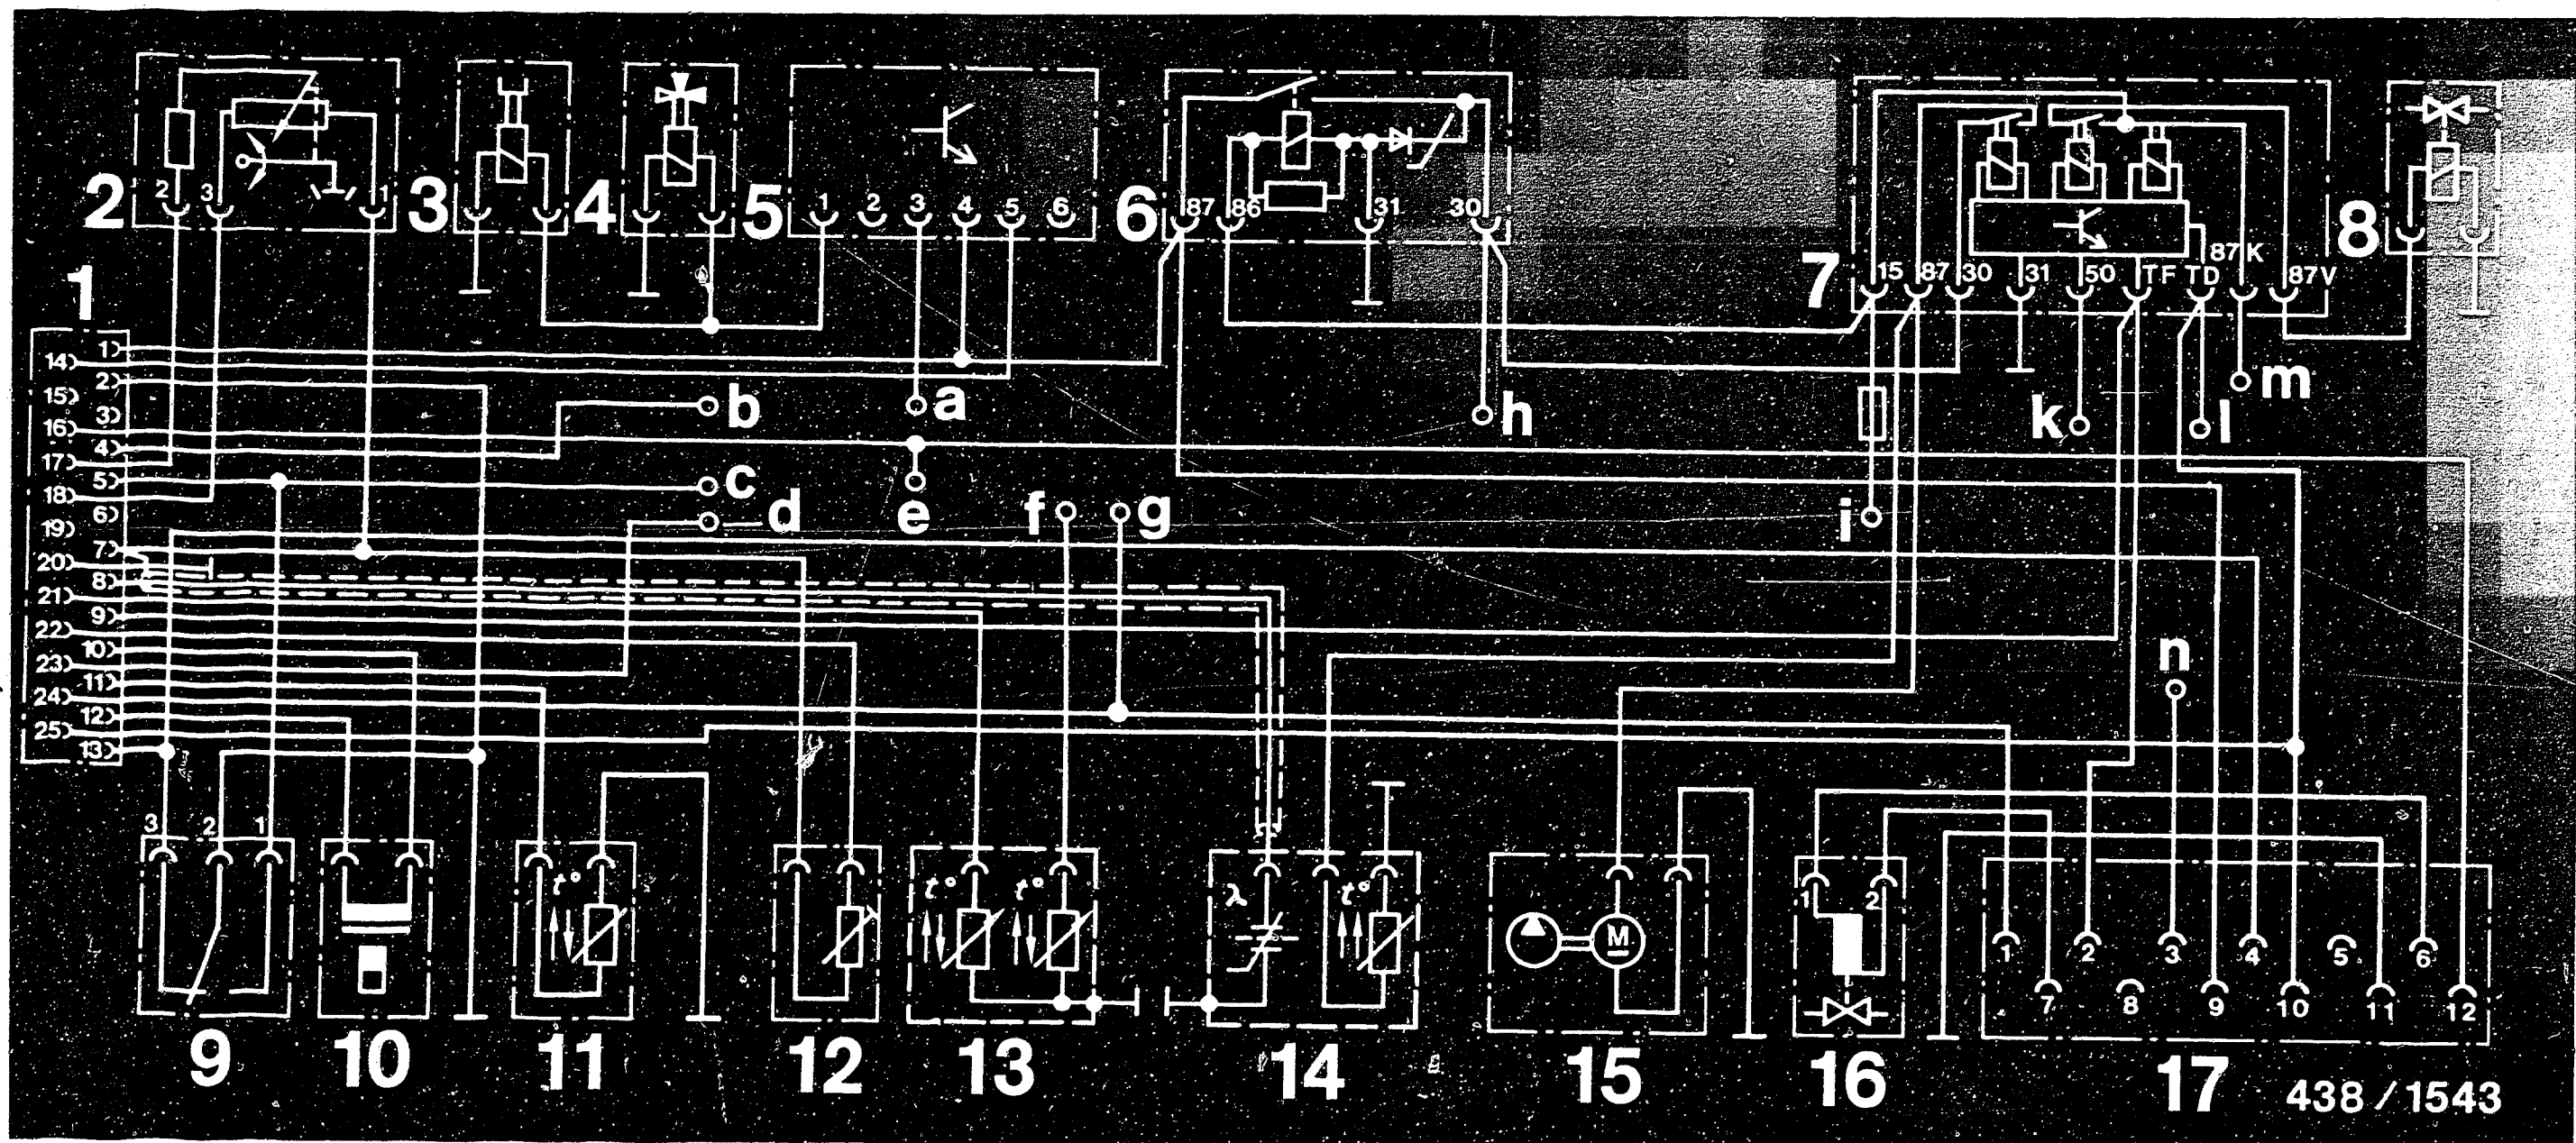 2 2 3 1
3
4
5 1 2 3 4 5 6
6 87 86 31 30
7 15 87 30 31 50 TF TD 87K 87V
8
1
1
14
2
15
3
16
4
17
5
18
6
19
7
20
8
21
9
22
10
23
11
24
12
25
13
b a h k l m
c e
d f g i
n
3 2 1
t°
t° t°
λ t°
M
1 2
1 2 3 4 5 6
7 8 9 10 11 12
9 10 11 12 13 14 15 16 17
438/1543